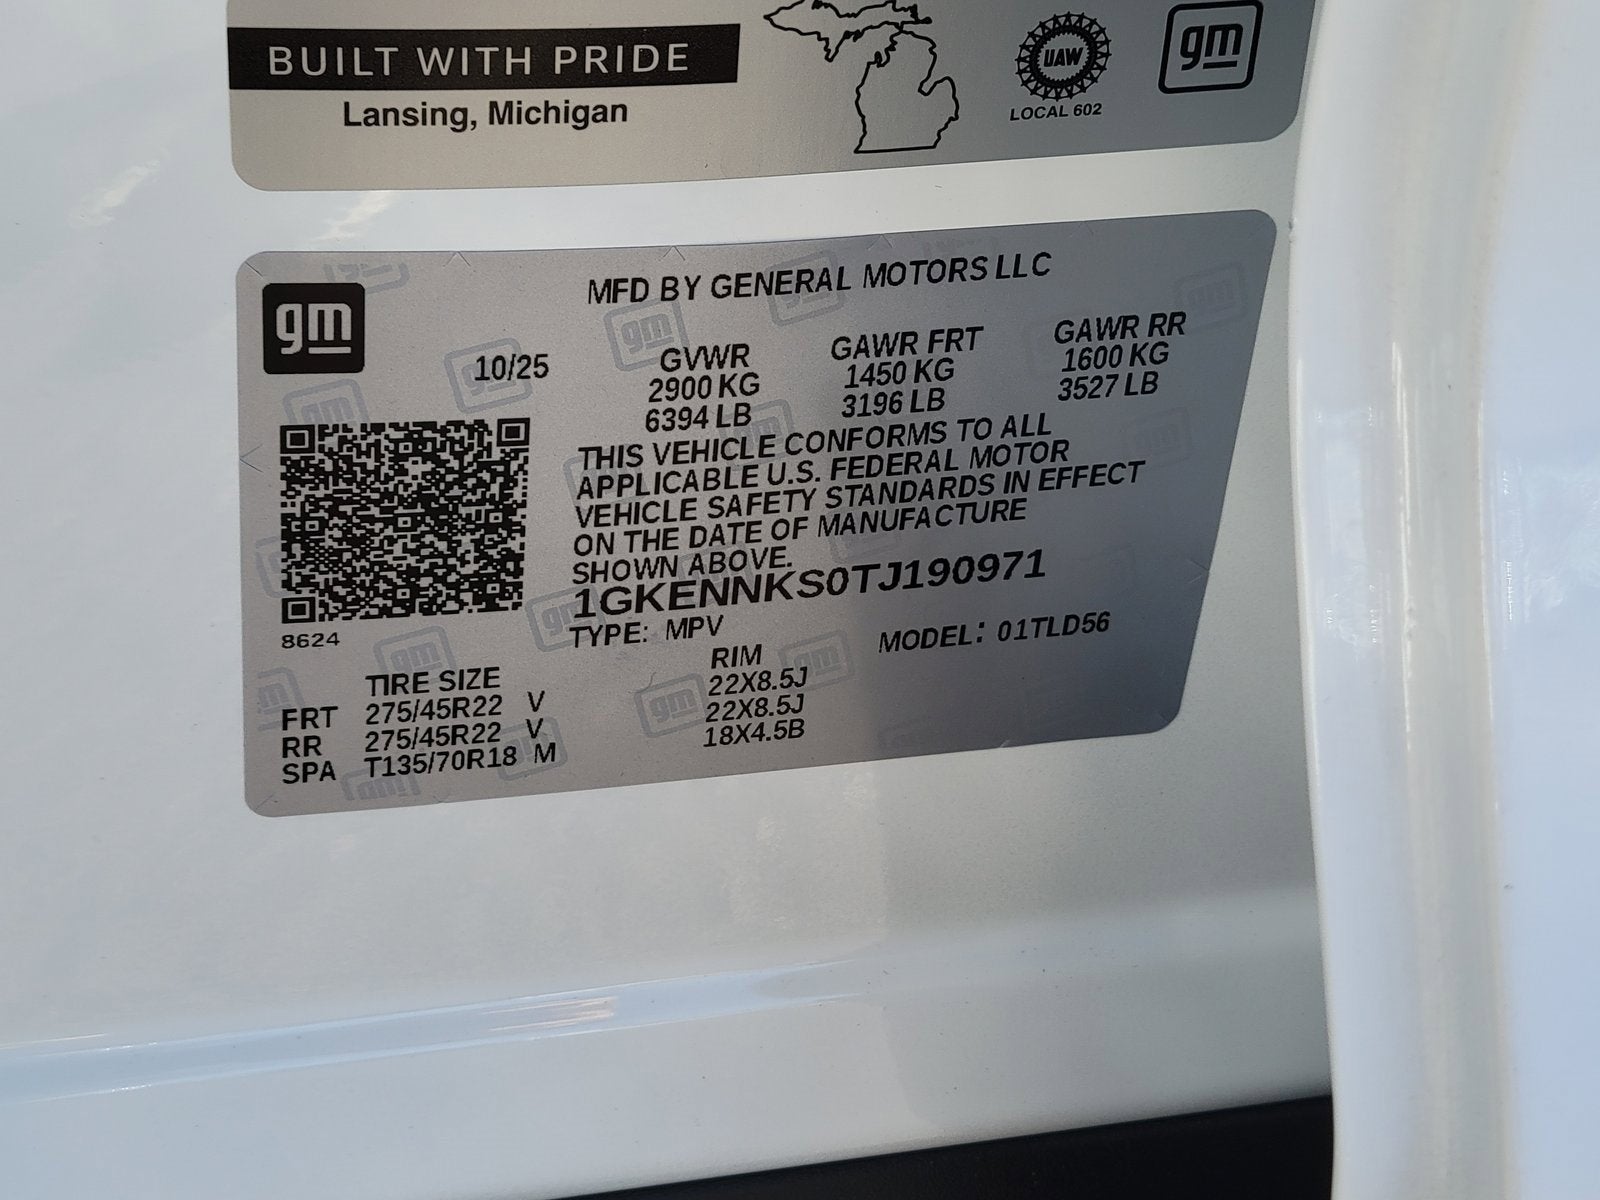 BUILT WITH PRIDE
Lansing, Michigan
UAW
LOCAL 602
gm
gm
MFD BY GENERAL MOTORS LLC
10/25
GVWR GAWR FRT GAWR RR
2900 KG 1450 KG 1600 KG
6394 LB 3196 LB 3527 LB
THIS VEHICLE CONFORMS TO ALL
APPLICABLE U.S. FEDERAL MOTOR
VEHICLE SAFETY STANDARDS IN EFFECT
ON THE DATE OF MANUFACTURE
SHOWN ABOVE.
1GKENNKS0TJ190971
8624
TYPE: MPV MODEL: 01TLD56
TIRE SIZE RIM
FRT 275/45R22 V 22X8.5J
RR 275/45R22 V 22X8.5J
SPA T135/70R18 M 18X4.5B